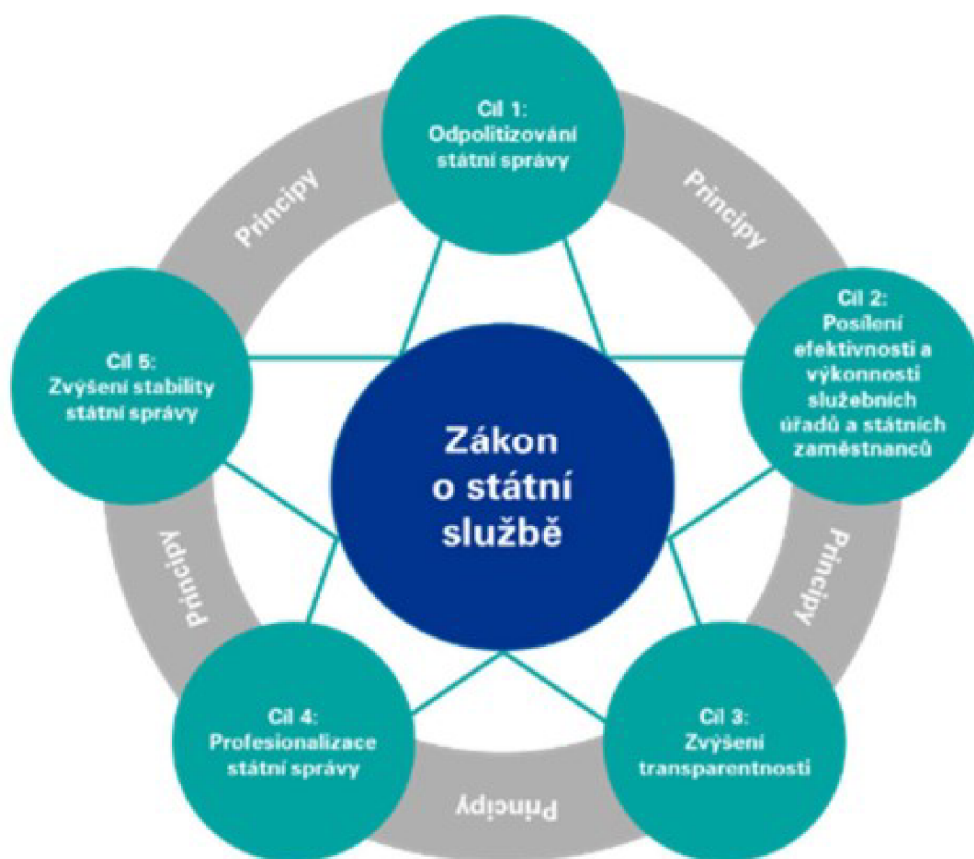 Cíl 1:
Odpolitizování
státní správy
Principy
Principy
Cíl 2:
Posílení
efektivnosti a
výkonnosti
služebních
úřadů a státních
zaměstnanců
Cíl 5:
Zvýšení stability
státní správy
Zákon
o státní
službě
Principy
Principy
Cíl 4:
Profesionalizace
státní správy
Cíl 3:
Zvýšení
transparentnosti
Principy